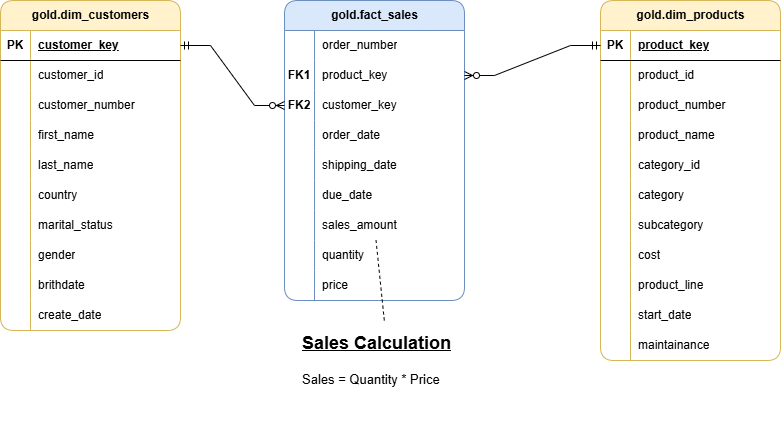 gold.dim_customers
PK customer_key
customer_id
customer_number
first_name
last_name
country
marital_status
gender
brithdate
create_date
gold.fact_sales
order_number
FK1 product_key
FK2 customer_key
order_date
shipping_date
due_date
sales_amount
quantity
price
Sales Calculation
Sales = Quantity * Price
gold.dim_products
PK product_key
product_id
product_number
product_name
category_id
category
subcategory
cost
product_line
start_date
maintainance